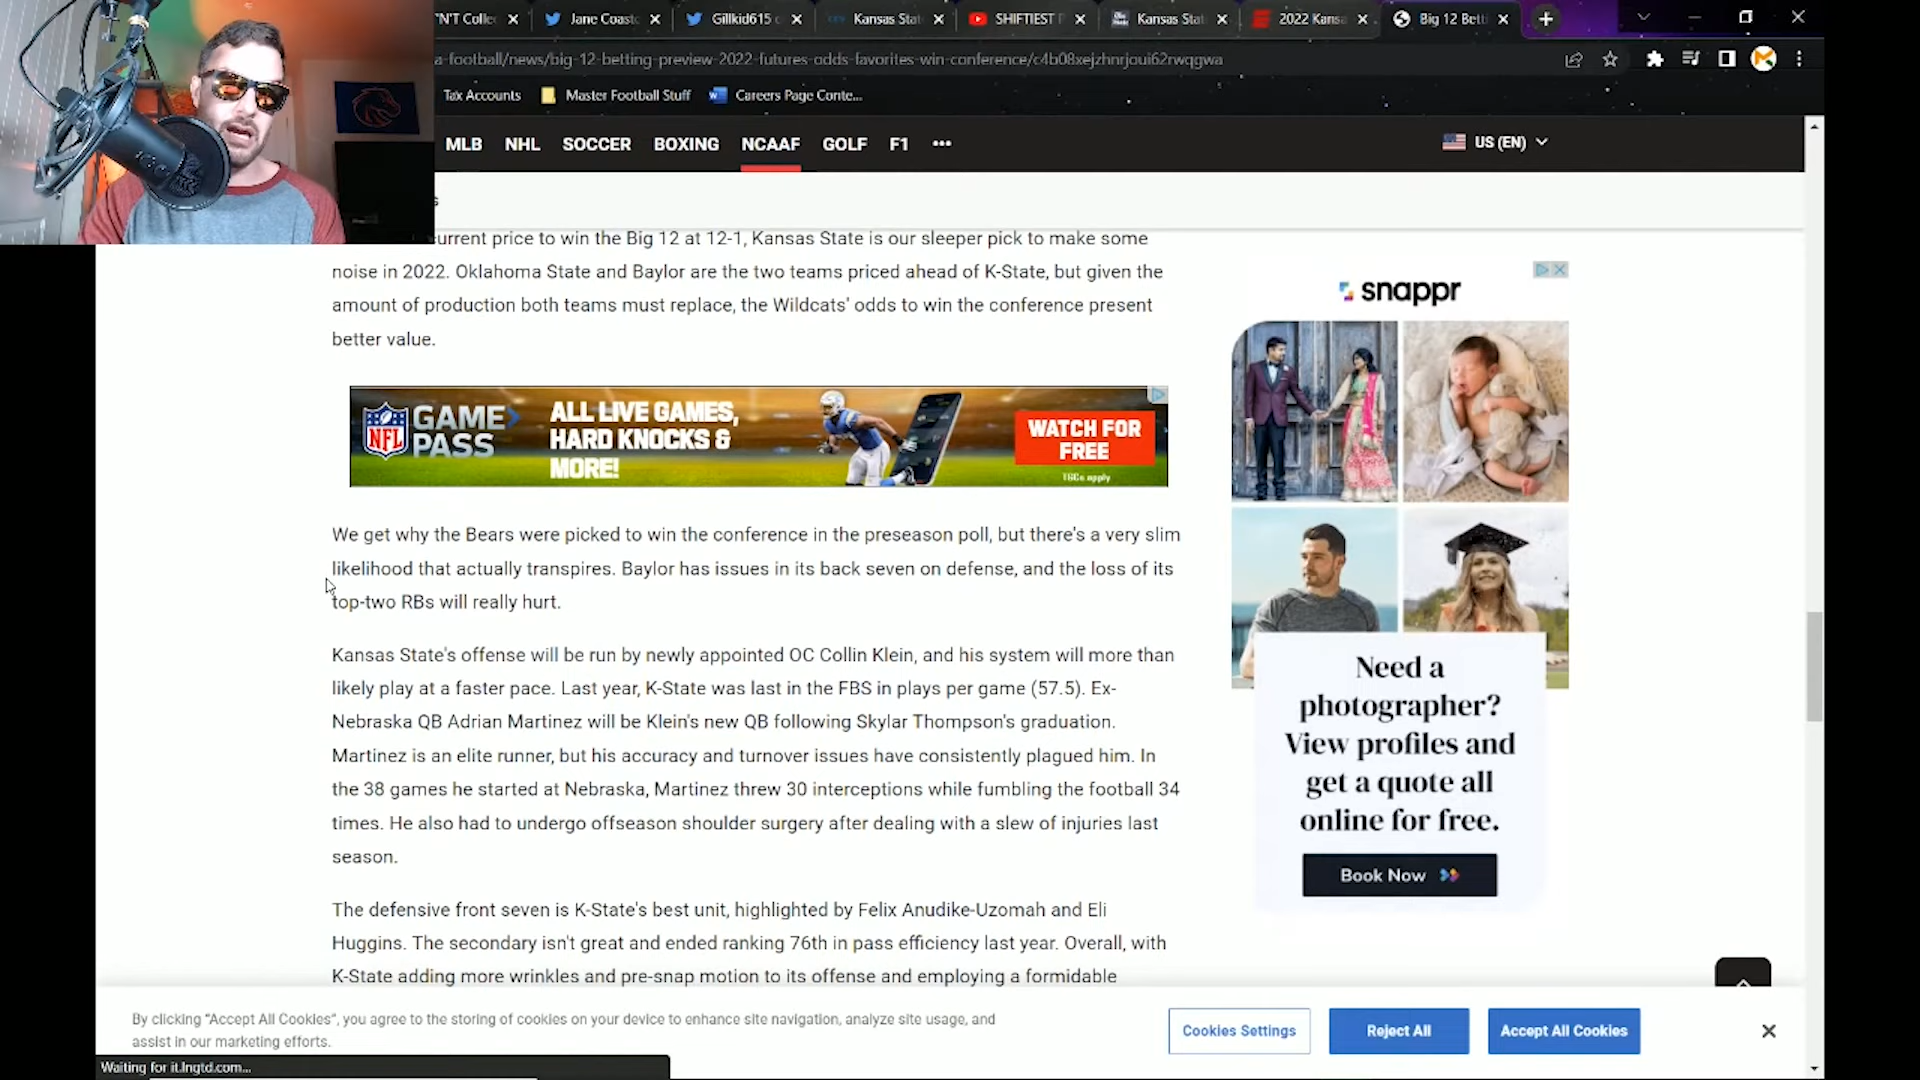 "N'T Collec
Jane Coasto
Gillkid615 o
Kansas Stat
SHIFTIEST P
Kansas Stat
2022 Kansa
Big 12 Betti
a-football/news/big-12-betting-preview-2022-futures-odds-favorites-win-conference/c4b08xejzhnrjoui62rwqgwa
Tax Accounts
Master Football Stuff
Careers Page Conte...
MLB NHL SOCCER BOXING NCAAF GOLF F1 •••
US (EN)
s
current price to win the Big 12 at 12-1, Kansas State is our sleeper pick to make some
noise in 2022. Oklahoma State and Baylor are the two teams priced ahead of K-State, but given the
amount of production both teams must replace, the Wildcats' odds to win the conference present
better value.
NFL
GAME
PASS
ALL LIVE GAMES,
HARD KNOCKS &
MORE!
WATCH FOR
FREE
T&Cs apply
We get why the Bears were picked to win the conference in the preseason poll, but there's a very slim
likelihood that actually transpires. Baylor has issues in its back seven on defense, and the loss of its
top-two RBs will really hurt.
Kansas State's offense will be run by newly appointed OC Collin Klein, and his system will more than
likely play at a faster pace. Last year, K-State was last in the FBS in plays per game (57.5). Ex-
Nebraska QB Adrian Martinez will be Klein's new QB following Skylar Thompson's graduation.
Martinez is an elite runner, but his accuracy and turnover issues have consistently plagued him. In
the 38 games he started at Nebraska, Martinez threw 30 interceptions while fumbling the football 34
times. He also had to undergo offseason shoulder surgery after dealing with a slew of injuries last
season.
The defensive front seven is K-State's best unit, highlighted by Felix Anudike-Uzomah and Eli
Huggins. The secondary isn't great and ended ranking 76th in pass efficiency last year. Overall, with
K-State adding more wrinkles and pre-snap motion to its offense and employing a formidable
snappr
Need a
photographer?
View profiles and
get a quote all
online for free.
Book Now
By clicking "Accept All Cookies", you agree to the storing of cookies on your device to enhance site navigation, analyze site usage, and
assist in our marketing efforts.
Cookies Settings
Reject All
Accept All Cookies
Waiting for it.lngtd.com...